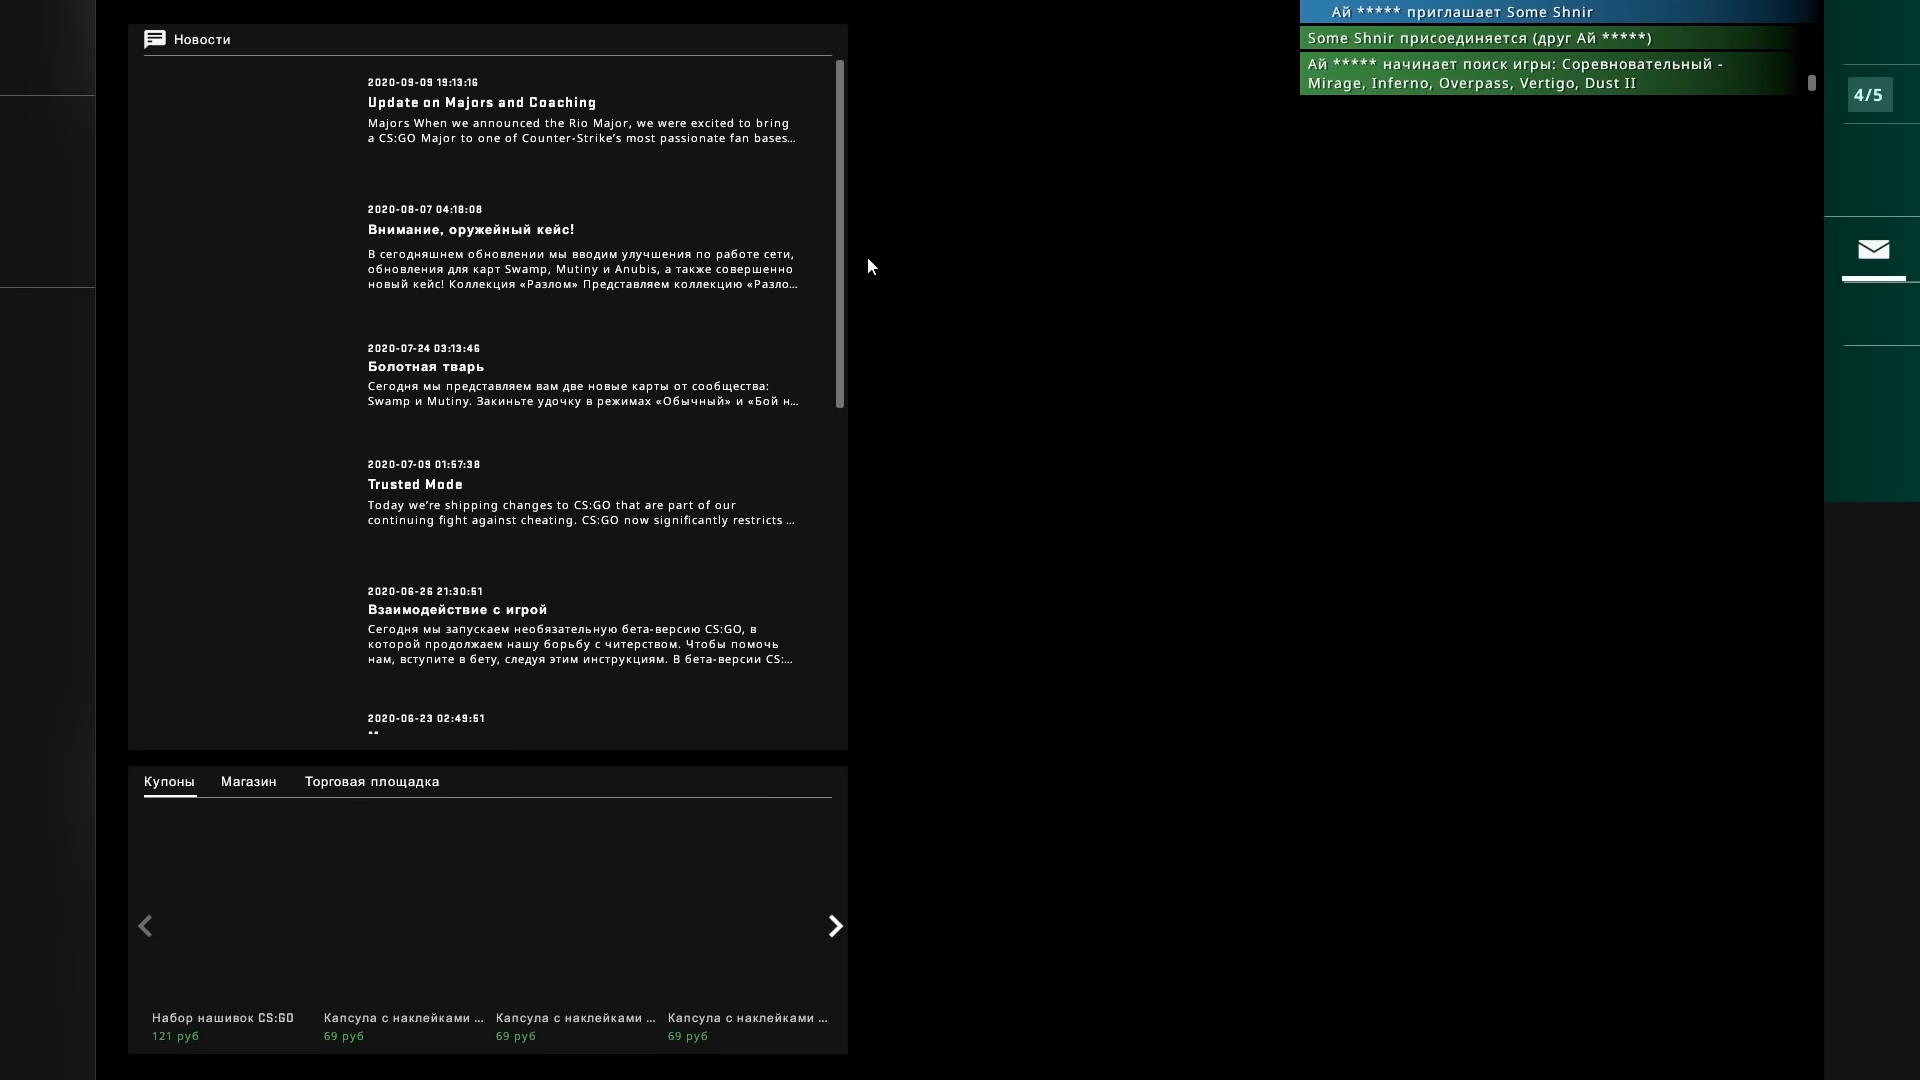 Новости
2020-09-09 19:13:16
Update on Majors and Coaching
Majors When we announced the Rio Major, we were excited to bring
a CS:GO Major to one of Counter-Strike’s most passionate fan bases...
2020-08-07 04:18:08
Внимание, оружейный кейс!
В сегодняшнем обновлении мы вводим улучшения по работе сети,
обновления для карт Swamp, Mutiny и Anubis, а также совершенно
новый кейс! Коллекция «Разлом» Представляем коллекцию «Разло...
2020-07-24 03:13:46
Болотная тварь
Сегодня мы представляем вам две новые карты от сообщества:
Swamp и Mutiny. Закиньте удочку в режимах «Обычный» и «Бой н...
2020-07-09 01:57:38
Trusted Mode
Today we’re shipping changes to CS:GO that are part of our
continuing fight against cheating. CS:GO now significantly restricts ...
2020-06-26 21:30:51
Взаимодействие с игрой
Сегодня мы запускаем необязательную бета-версию CS:GO, в
которой продолжаем нашу борьбу с читерством. Чтобы помочь
нам, вступите в бету, следуя этим инструкциям. В бета-версии CS:...
2020-06-23 02:49:51
Купоны Магазин Торговая площадка
Набор нашивок CS:GO
121 руб
Капсула с наклейками ...
69 руб
Капсула с наклейками ...
69 руб
Капсула с наклейками ...
69 руб
Ай ***** приглашает Some Shnir
Some Shnir присоединяется (друг Ай *****)
Ай ***** начинает поиск игры: Соревновательный -
Mirage, Inferno, Overpass, Vertigo, Dust II
4/5